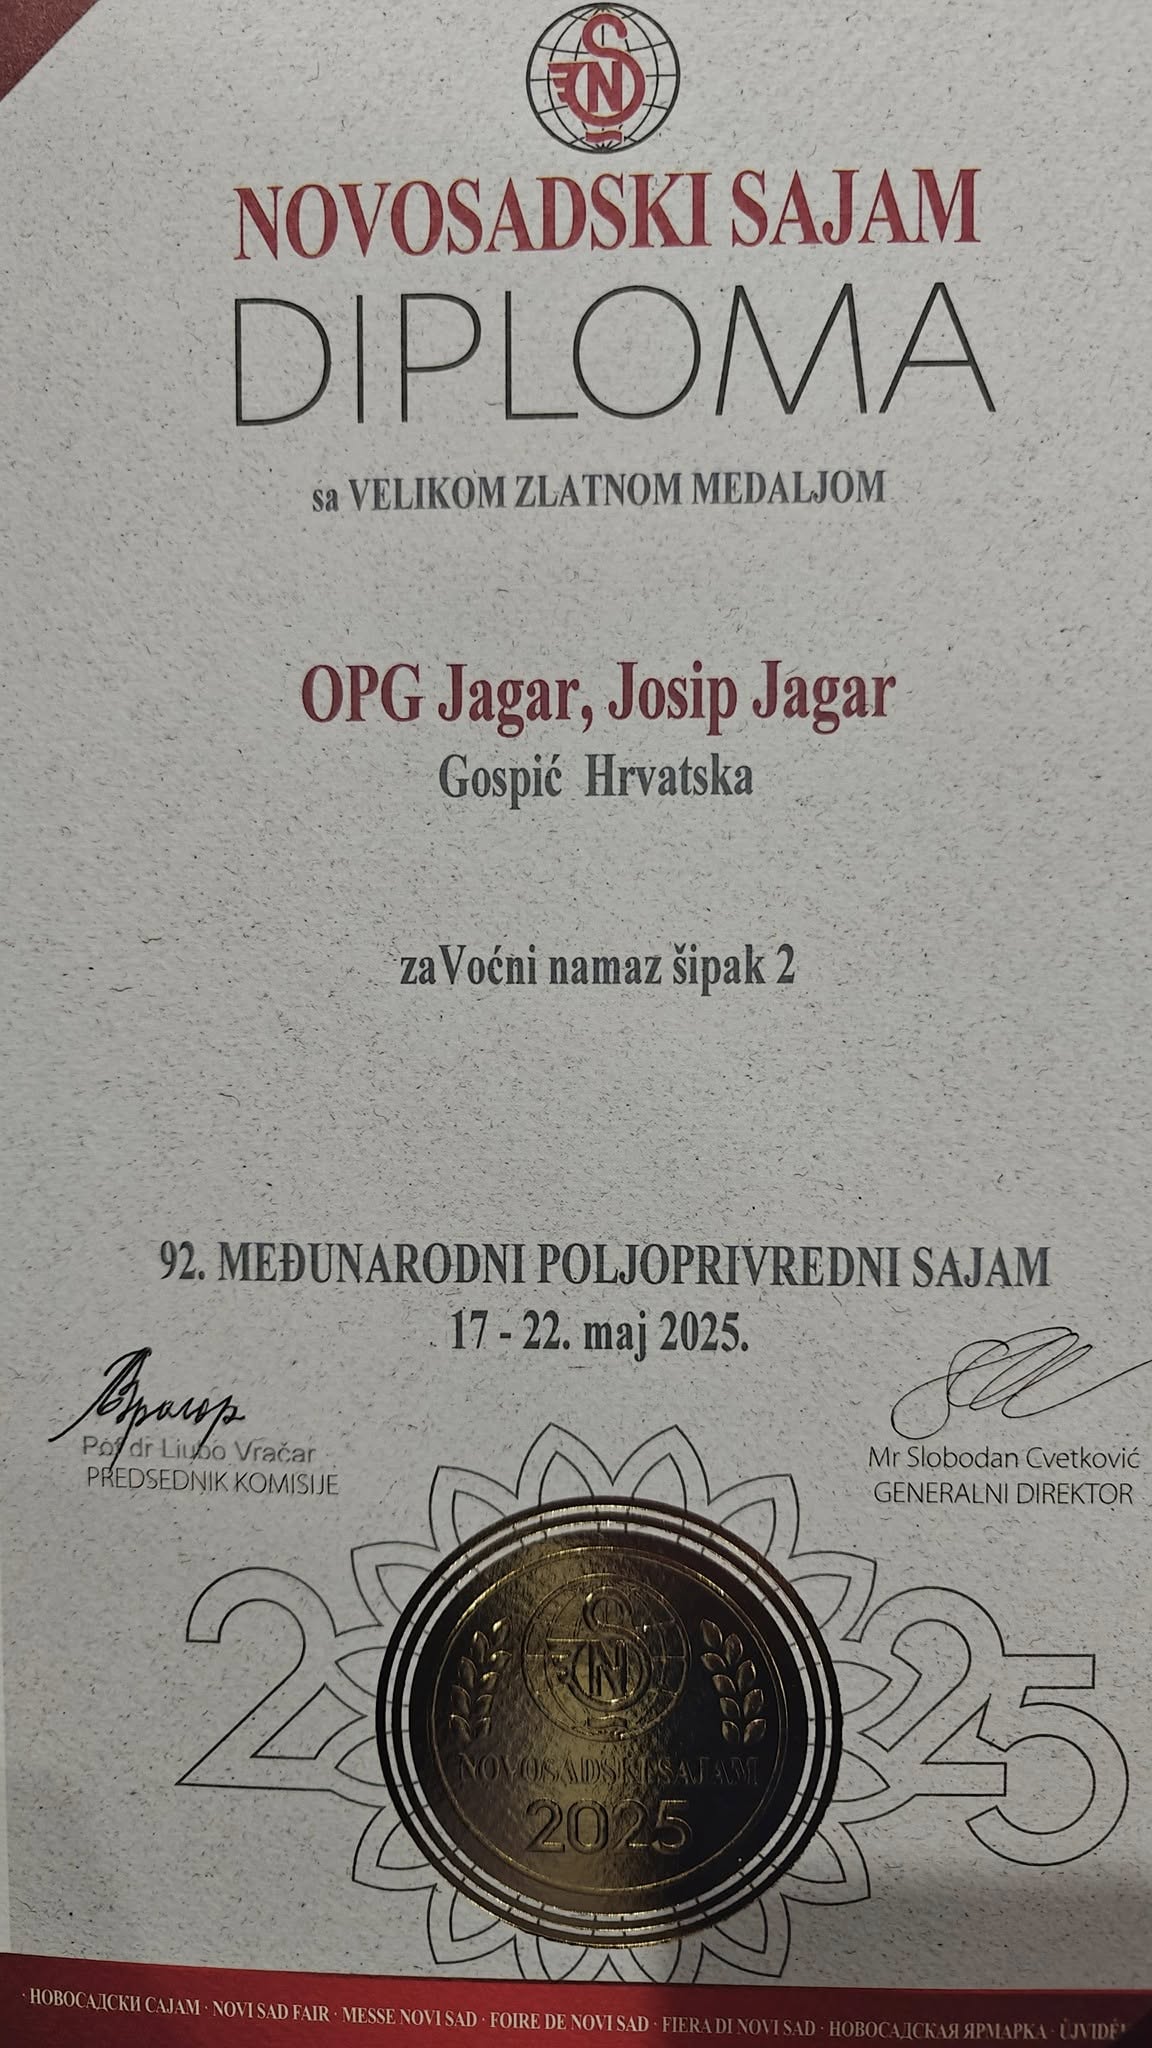 NOVOSADSKI SAJAM
DIPLOMA
sa VELIKOM ZLATNOM MEDALJOM
OPG Jagar, Josip Jagar
Gospić Hrvatska
zaVoćni namaz šipak 2
92. MEĐUNARODNI POLJOPRIVREDNI SAJAM
17 - 22. maj 2025.
Pof dr Ljubo Vračar
PREDSEDNIK KOMISIJE
Mr Slobodan Cvetković
GENERALNI DIREKTOR
2025
NOVOSADSKI SAJAM
2025
· НОВОСАДСКИ САЈАМ · NOVI SAD FAIR · MESSE NOVI SAD · FOIRE DE NOVI SAD · FIERA DI NOVI SAD · НОВОСАДСКАЯ ЯРМАРКА ·